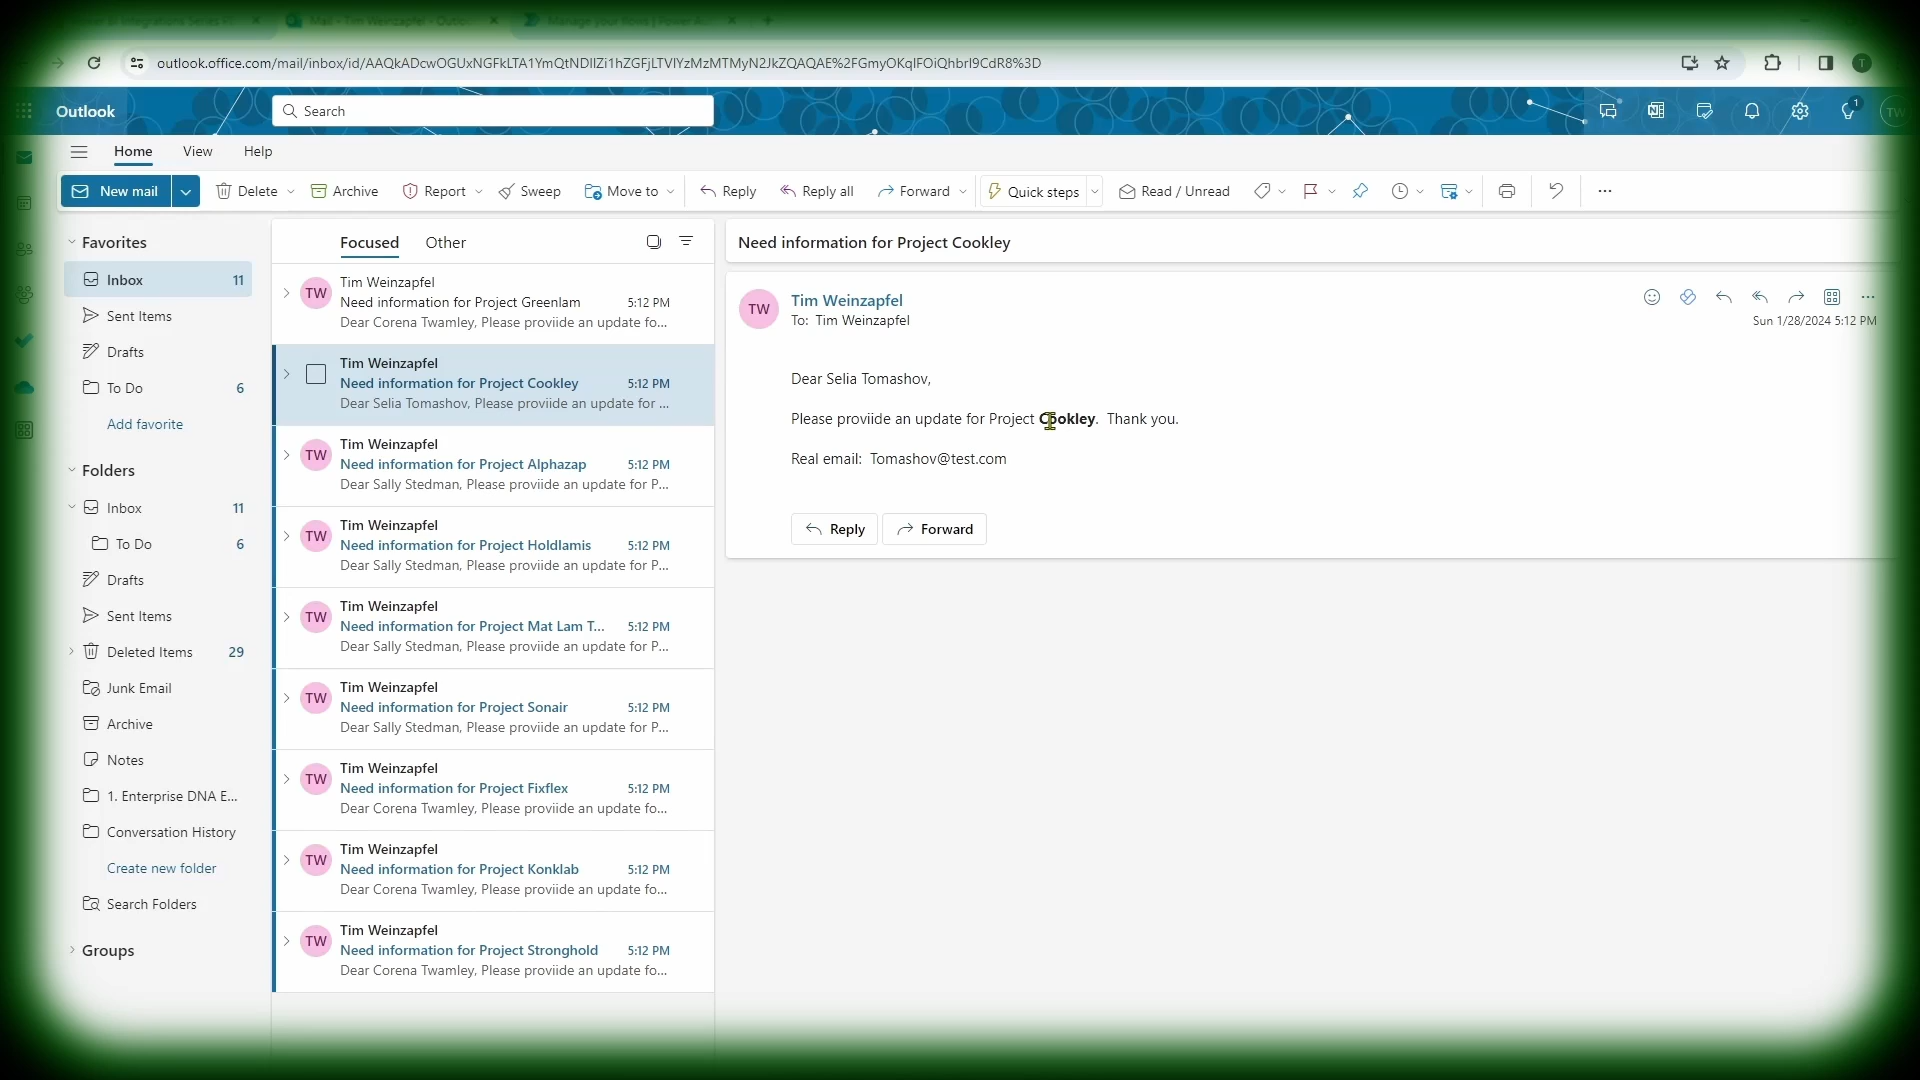 Mail - Tim Weinzapfel - Outlook
outlook.office.com/mail/inbox/id/AAQkADcwOGUxNGFkLTA1YmQtNDllZi1hZGFjLTVlYzMzMTMyN2JkZQAQAE%2FGmyOKqIFOiQhbrI9CdR8%3D
T
Outlook
Search
1
TW
Home View Help
New mail Delete Archive Report Sweep Move to Reply Reply all Forward Quick steps Read / Unread
Favorites
Inbox 11
Sent Items
Drafts
To Do 6
Add favorite
Folders
Inbox 11
To Do 6
Drafts
Sent Items
Deleted Items 29
Junk Email
Archive
Notes
1. Enterprise DNA E...
Conversation History
Create new folder
Search Folders
Groups
Focused Other
TW
Tim Weinzapfel
Need information for Project Greenlam 5:12 PM
Dear Corena Twamley, Please proviide an update fo...
Tim Weinzapfel
Need information for Project Cookley 5:12 PM
Dear Selia Tomashov, Please proviide an update for ...
TW
Tim Weinzapfel
Need information for Project Alphazap 5:12 PM
Dear Sally Stedman, Please proviide an update for P...
TW
Tim Weinzapfel
Need information for Project Holdlamis 5:12 PM
Dear Sally Stedman, Please proviide an update for P...
TW
Tim Weinzapfel
Need information for Project Mat Lam T... 5:12 PM
Dear Sally Stedman, Please proviide an update for P...
TW
Tim Weinzapfel
Need information for Project Sonair 5:12 PM
Dear Sally Stedman, Please proviide an update for P...
TW
Tim Weinzapfel
Need information for Project Fixflex 5:12 PM
Dear Corena Twamley, Please proviide an update fo...
TW
Tim Weinzapfel
Need information for Project Konklab 5:12 PM
Dear Corena Twamley, Please proviide an update fo...
TW
Tim Weinzapfel
Need information for Project Stronghold 5:12 PM
Dear Corena Twamley, Please proviide an update fo...
Need information for Project Cookley
TW
Tim Weinzapfel
To: Tim Weinzapfel
Sun 1/28/2024 5:12 PM
Dear Selia Tomashov,
Please proviide an update for Project Cookley. Thank you.
Real email: Tomashov@test.com
Reply Forward